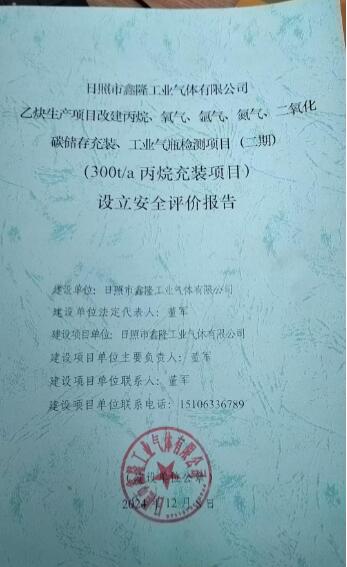 日照市鑫隆工业气体有限公司
乙炔生产项目改建丙烷、氧气、氩气、氮气、二氧化
碳储存充装、工业气瓶检测项目（二期）
（300t/a 丙烷充装项目）
设立安全评价报告
建设单位：日照市鑫隆工业气体有限公司
建设单位法定代表人：董军
建设项目单位：日照市鑫隆工业气体有限公司
建设项目单位主要负责人：董军
建设项目单位联系人：董军
建设项目单位联系电话：15106336789
（建设单位公章）
2024年12月 日